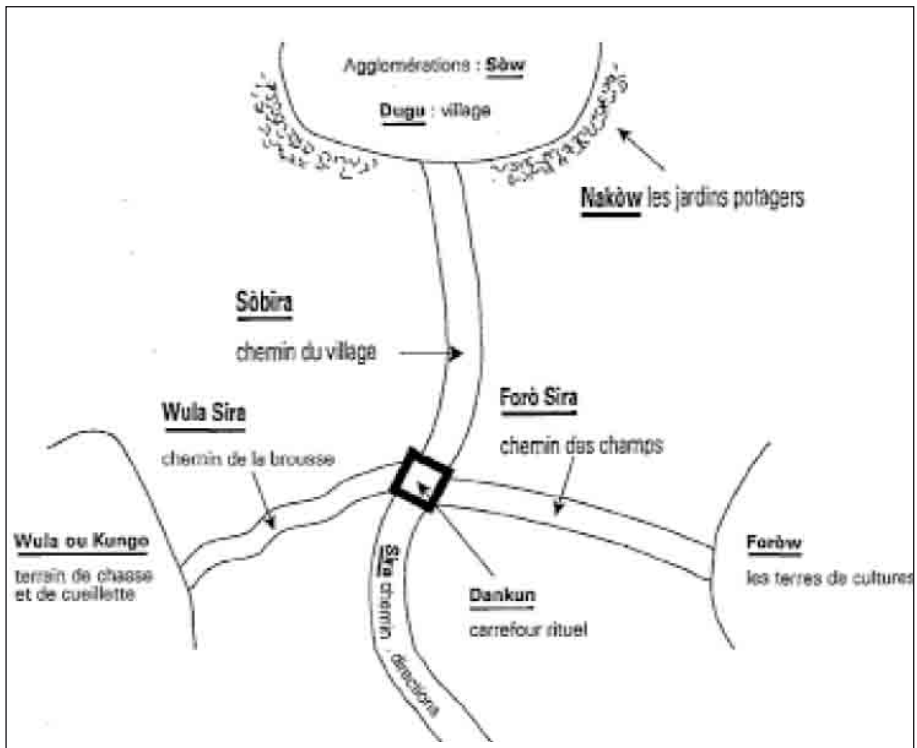 Agglomérations : Sòw
Dugu : village
Nakòw les jardins potagers
Sòbira
chemin du village
Wula Sira
chemin de la brousse
Forò Sira
chemin das champs
Wula ou Kungo
terrain de chasse
et de cueillette
Foròw
les terres de cultures
Dankun
carrefour rituel
Sira chemin, directions